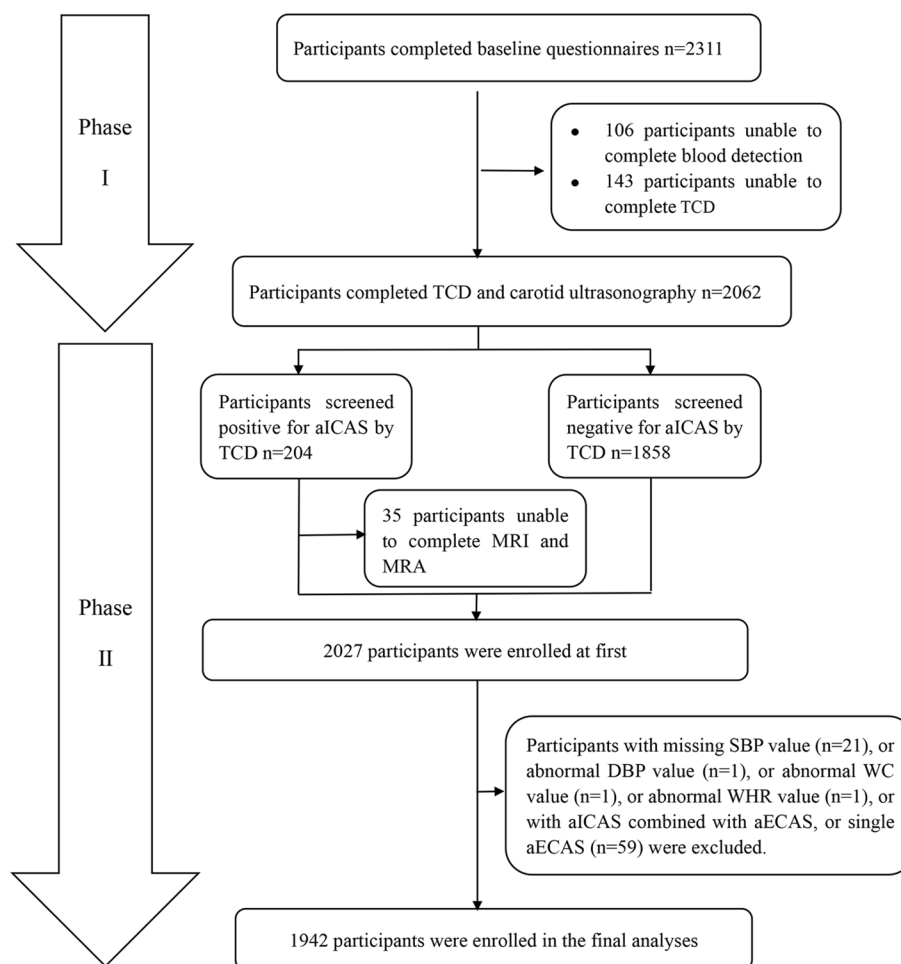 Participants completed baseline questionnaires n=2311
Phase
I
● 106 participants unable to
complete blood detection
● 143 participants unable to
complete TCD
Participants completed TCD and carotid ultrasonography n=2062
Participants screened
positive for aICAS by
TCD n=204
Participants screened
negative for aICAS by
TCD n=1858
35 participants unable
to complete MRI and
MRA
Phase
II
2027 participants were enrolled at first
Participants with missing SBP value (n=21), or
abnormal DBP value (n=1), or abnormal WC
value (n=1), or abnormal WHR value (n=1), or
with aICAS combined with aECAS, or single
aECAS (n=59) were excluded.
1942 participants were enrolled in the final analyses